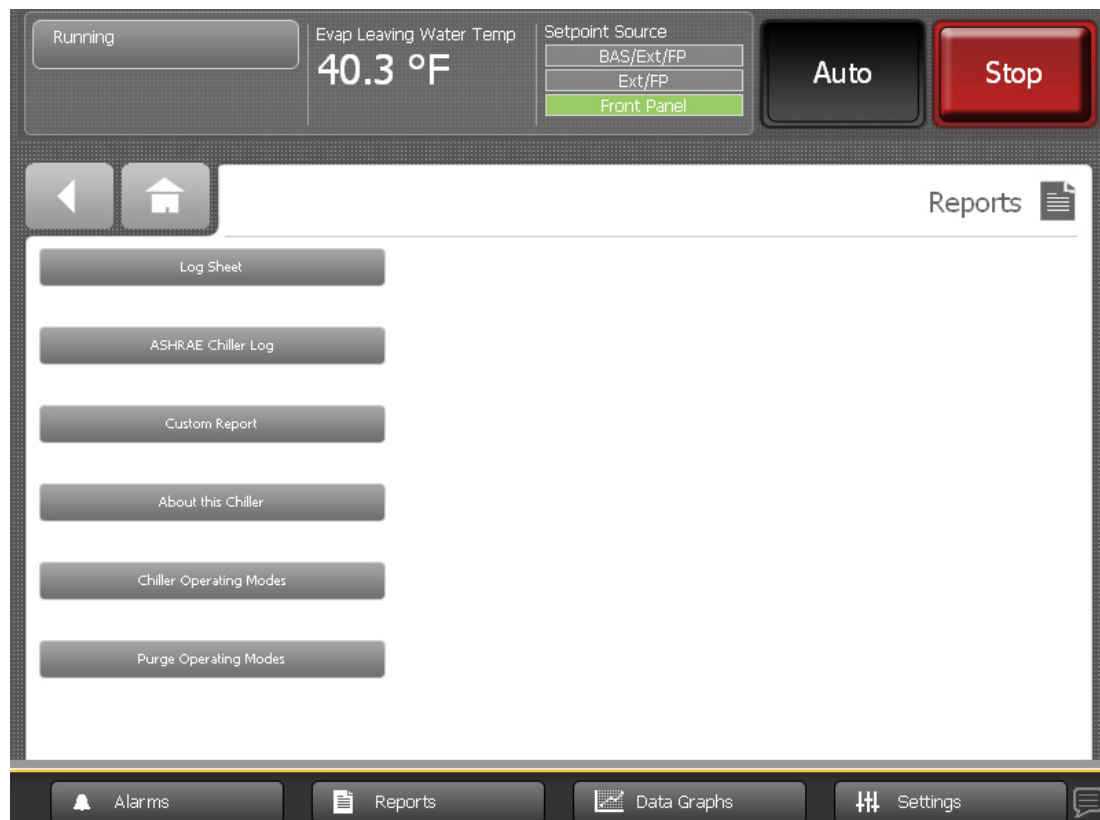 Running
Evap Leaving Water Temp
40.3 °F
Setpoint Source
BAS/Ext/FP
Ext/FP
Front Panel
Auto
Stop
Reports
Log Sheet
ASHRAE Chiller Log
Custom Report
About this Chiller
Chiller Operating Modes
Purge Operating Modes
Alarms
Reports
Data Graphs
Settings